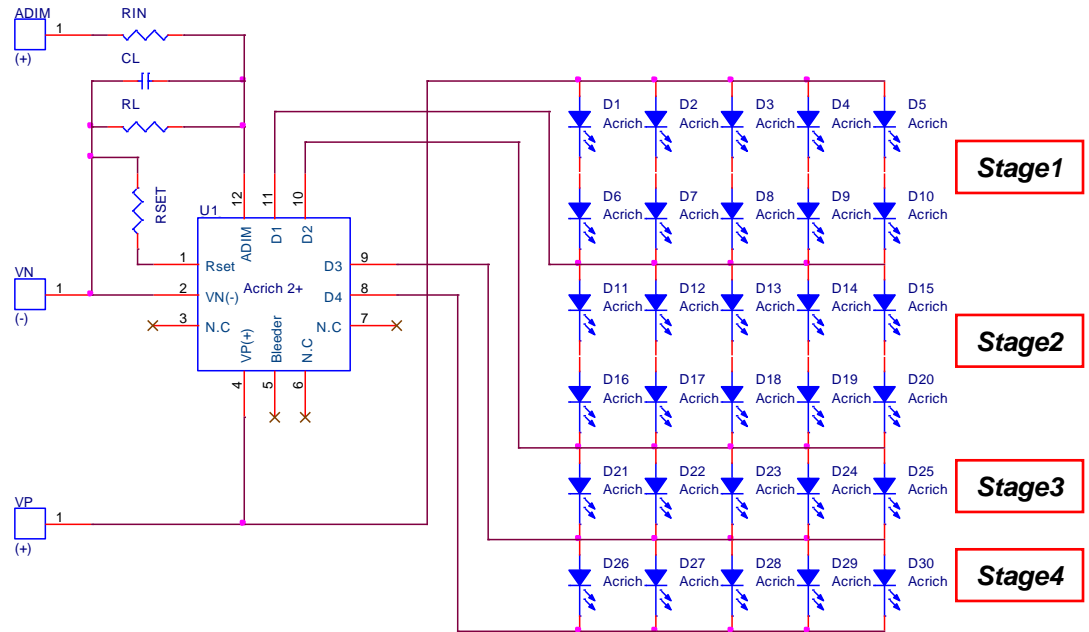 ADIM
1
(+)
RIN
CL
RL
RSET
U1
12
11
10
ADIM
D1
D2
1
Rset
D3
9
VN
1
(-)
2
VN(-)
Acrich 2+
D4
8
3
N.C
VP(+)
Bleeder
N.C
N.C
7
4
5
6
VP
1
(+)
D1 D2 D3 D4 D5
Acrich Acrich Acrich Acrich Acrich
Stage1
D6 D7 D8 D9 D10
Acrich Acrich Acrich Acrich Acrich
D11 D12 D13 D14 D15
Acrich Acrich Acrich Acrich Acrich
Stage2
D16 D17 D18 D19 D20
Acrich Acrich Acrich Acrich Acrich
D21 D22 D23 D24 D25
Acrich Acrich Acrich Acrich Acrich
Stage3
D26 D27 D28 D29 D30
Acrich Acrich Acrich Acrich Acrich
Stage4